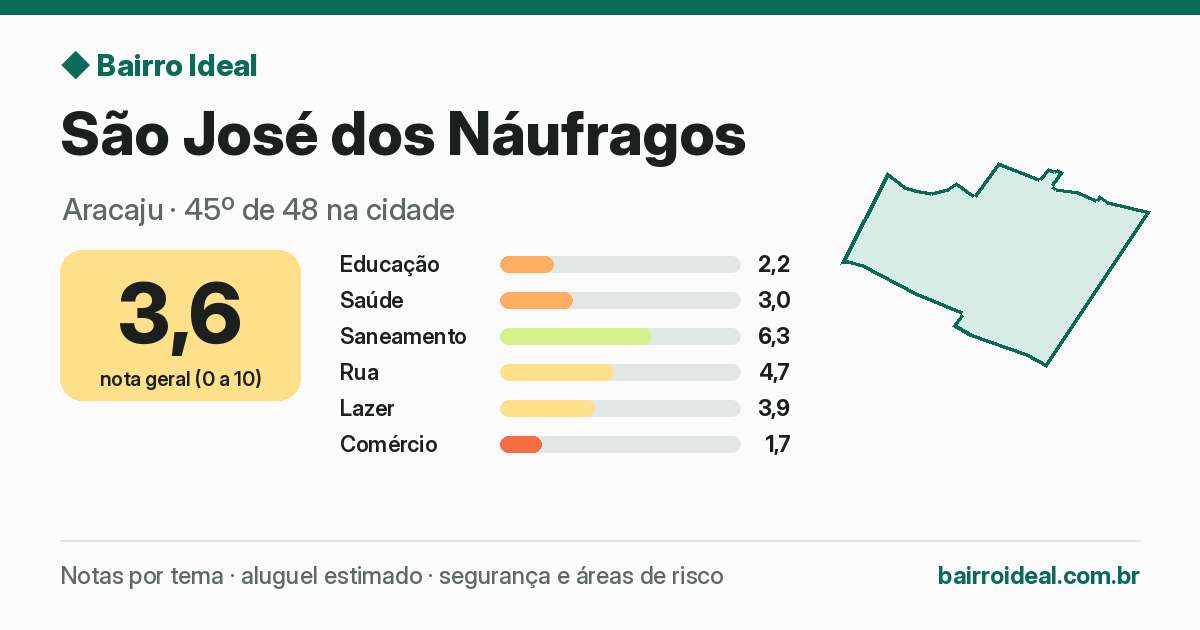 Bairro Ideal
São José dos Náufragos
Aracaju · 45º de 48 na cidade
3,6
nota geral (0 a 10)
Educação 2,2
Saúde 3,0
Saneamento 6,3
Rua 4,7
Lazer 3,9
Comércio 1,7
Notas por tema · aluguel estimado · segurança e áreas de risco
bairroideal.com.br